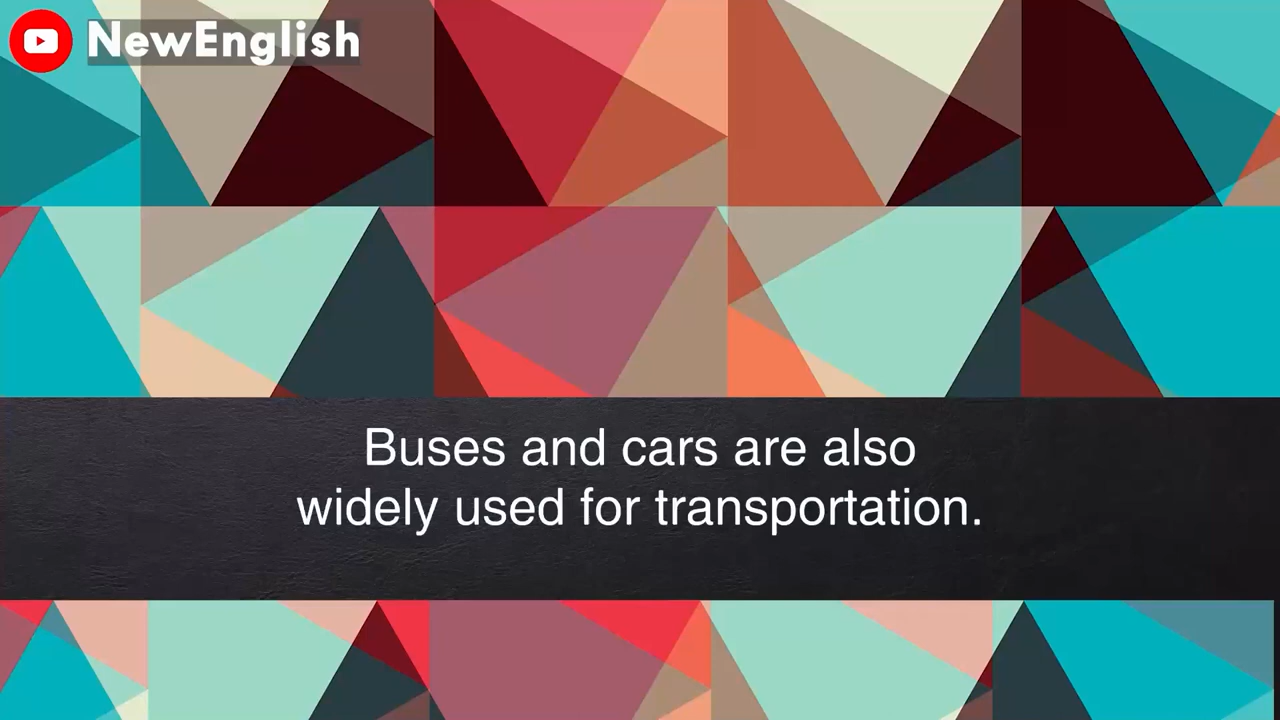 NewEnglish
Buses and cars are also
widely used for transportation.